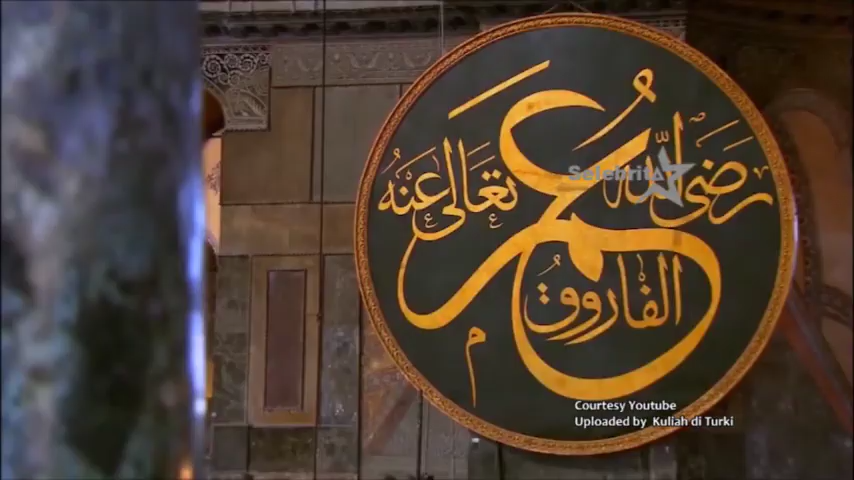 عمر
الفاروق
رضي الله
تعالى عنه
Selebrita
Courtesy Youtube
Uploaded by Kuliah di Turki